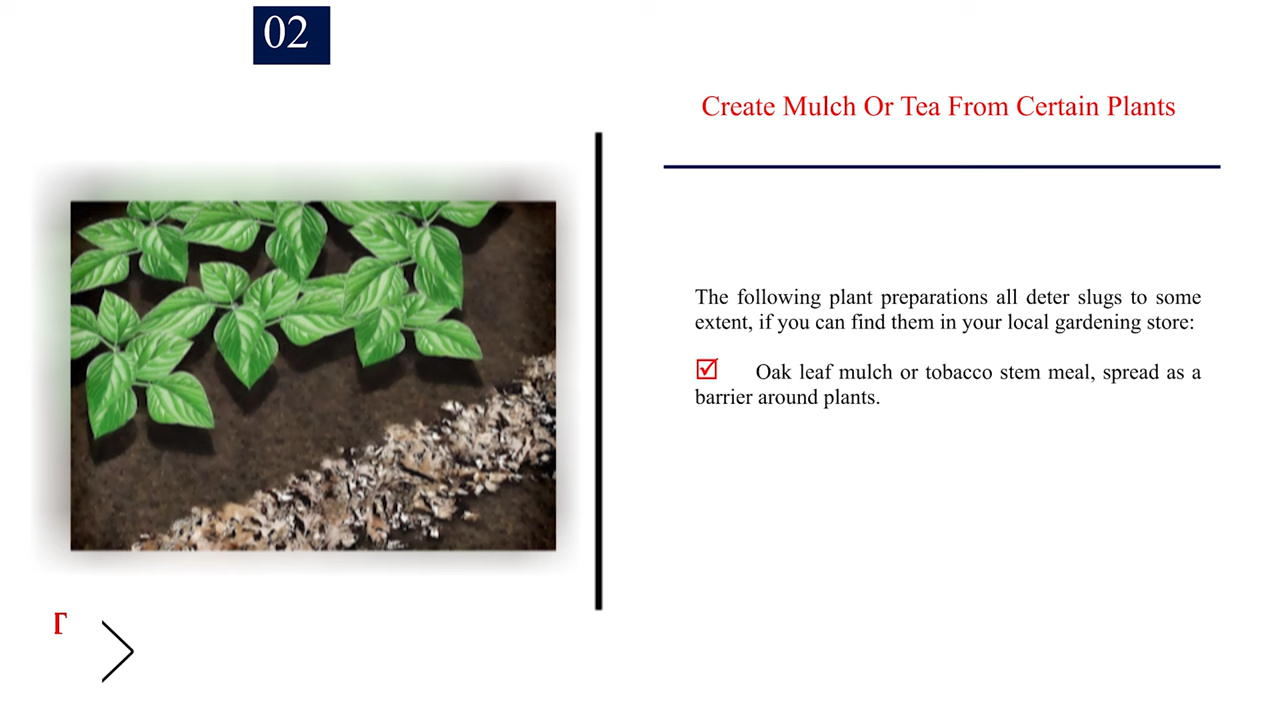 02
Create Mulch Or Tea From Certain Plants
The following plant preparations all deter slugs to some
extent, if you can find them in your local gardening store:
Oak leaf mulch or tobacco stem meal, spread as a
barrier around plants.